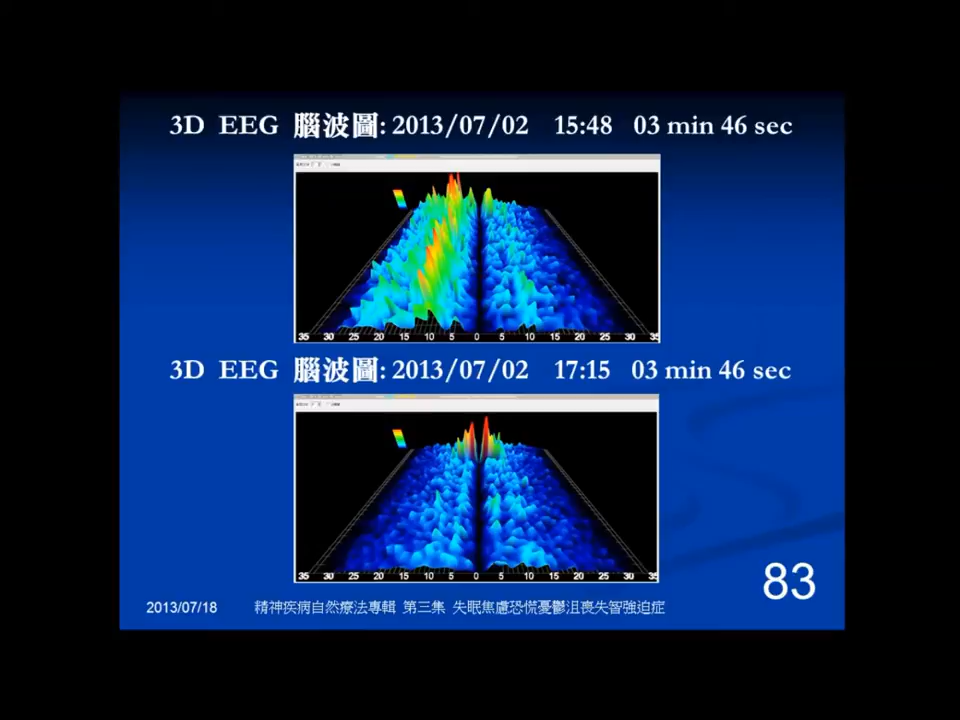 3D EEG 腦波圖: 2013/07/02 15:48 03 min 46 sec
35 30 25 20 15 10 5 0 5 10 15 20 25 30 35
3D EEG 腦波圖: 2013/07/02 17:15 03 min 46 sec
35 30 25 20 15 10 5 0 5 10 15 20 25 30 35
83
2013/07/18 精神疾病自然療法專輯 第三集 失眠焦慮恐慌憂鬱沮喪失智強迫症